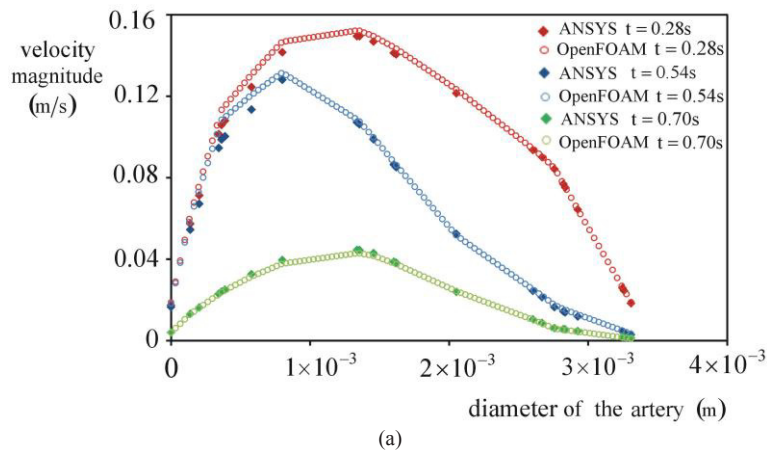 0.16
velocity
magnitude
(m/s)
0.12
0.08
0.04
0
ANSYS t = 0.28s
OpenFOAM t = 0.28s
ANSYS t = 0.54s
OpenFOAM t = 0.54s
ANSYS t = 0.70s
OpenFOAM t = 0.70s
0 1×10⁻³ 2×10⁻³ 3×10⁻³ 4×10⁻³
diameter of the artery (m)
(a)